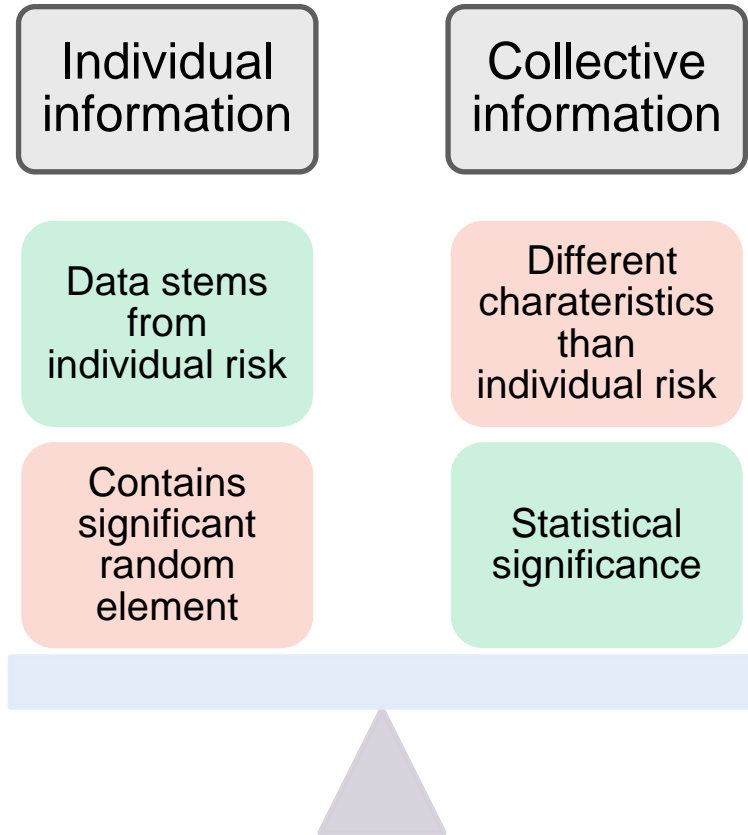 Individual
information
Collective
information
Data stems
from
individual risk
Different
charateristics
than
individual risk
Contains
significant
random
element
Statistical
significance